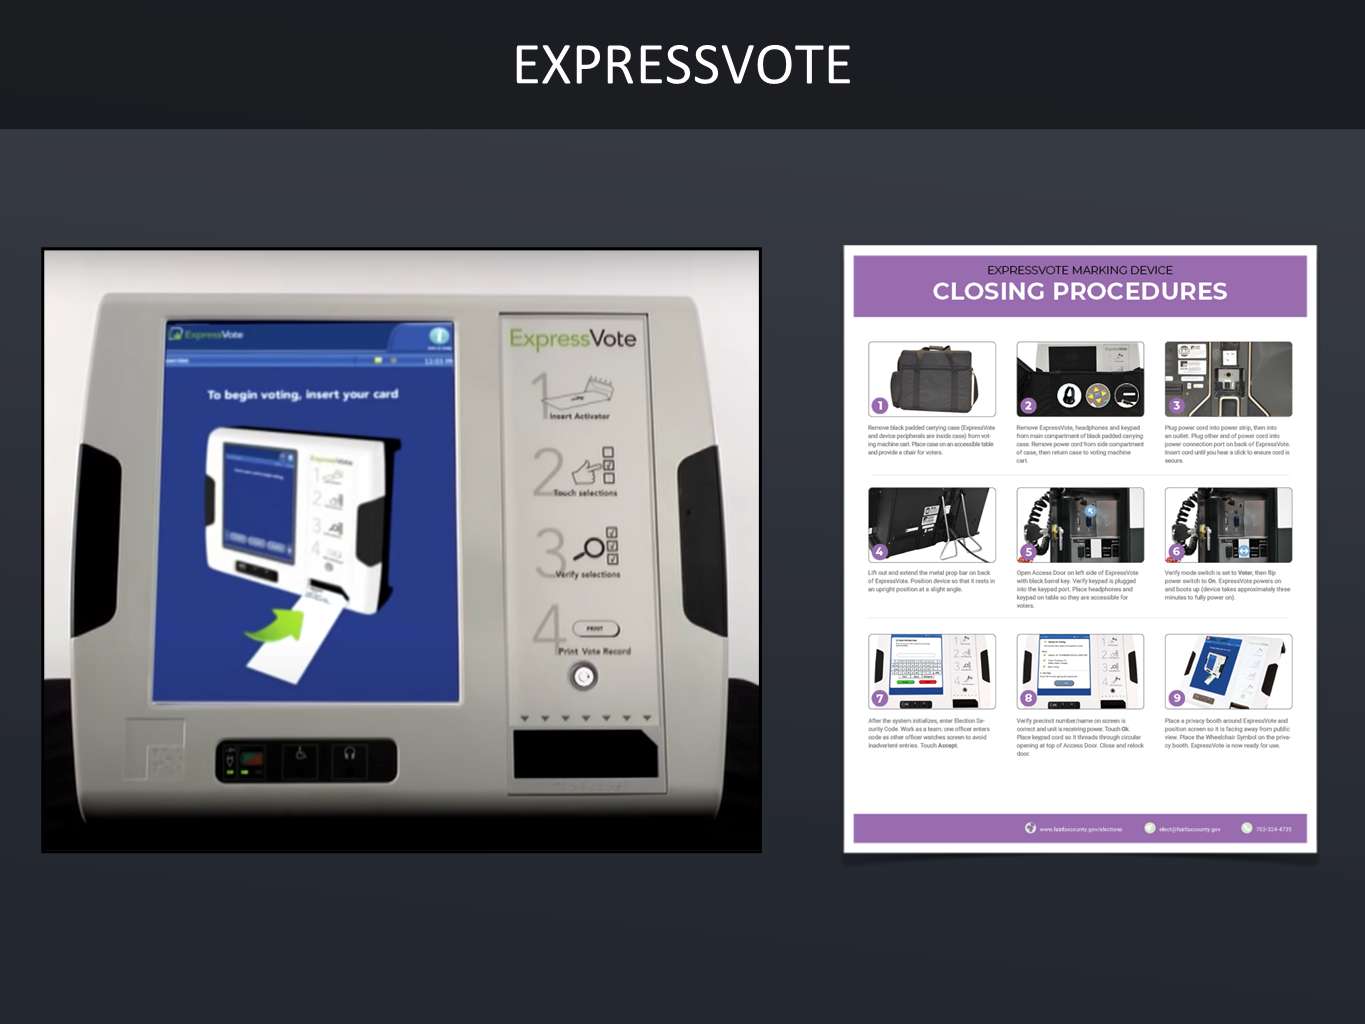 EXPRESSVOTE
ExpressVote
12:03 PM
To begin voting, insert your card
ExpressVote
1
Insert Activator
2
Touch selections
3
Verify selections
4
PRINT
Print Vote Record
EXPRESSVOTE MARKING DEVICE
CLOSING PROCEDURES
1
Remove black padded carrying case (ExpressVote
and device peripherals are inside case) from vot-
ing machine cart. Place case on an accessible table
and provide a chair for voters.
2
Remove ExpressVote, headphones and keypad
from main compartment of black padded carrying
case. Remove power cord from side compartment
of case, then return case to voting machine
cart.
3
Plug power cord into power strip, then into
an outlet. Plug other end of power cord into
power connection port on back of ExpressVote.
Insert cord until you hear a click to ensure cord is
secure.
4
Lift out and extend the metal prop bar on back
of ExpressVote. Position device so that it rests in
an upright position at a slight angle.
5
Open Access Door on left side of ExpressVote
with black barrel key. Verify keypad is plugged
into the keypad port. Place headphones and
keypad on table so they are accessible for
voters.
6
Verify mode switch is set to Voter, then flip
power switch to On. ExpressVote powers on
and boots up (device takes approximately three
minutes to fully power on).
7
After the system initializes, enter Election Se-
curity Code. Work as a team: one officer enters
code as other officer watches screen to avoid
inadvertent entries. Touch Accept.
8
Verify precinct number/name on screen is
correct and unit is receiving power. Touch Ok.
Place keypad cord so it threads through circular
opening at top of Access Door. Close and relock
door.
9
Place a privacy booth around ExpressVote and
position screen so it is facing away from public
view. Place the Wheelchair Symbol on the priva-
cy booth. ExpressVote is now ready for use.
www.fairfaxcounty.gov/elections
elect@fairfaxcounty.gov
703-324-4735